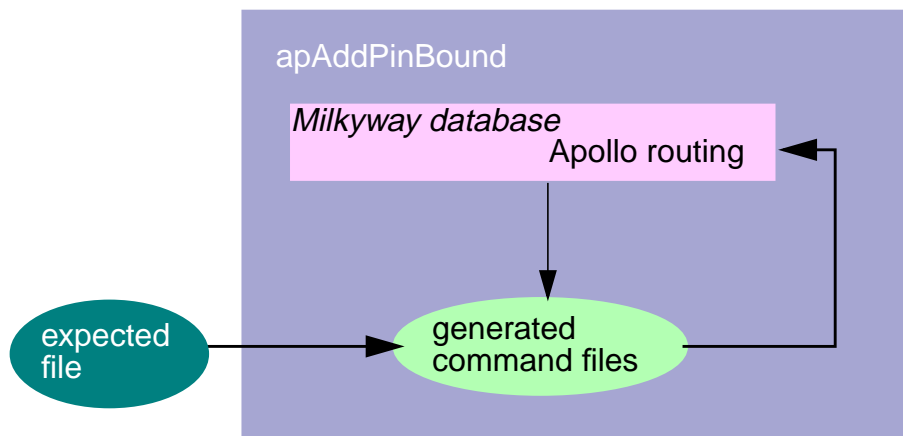 apAddPinBound
Milkyway database
Apollo routing
expected
file
generated
command files